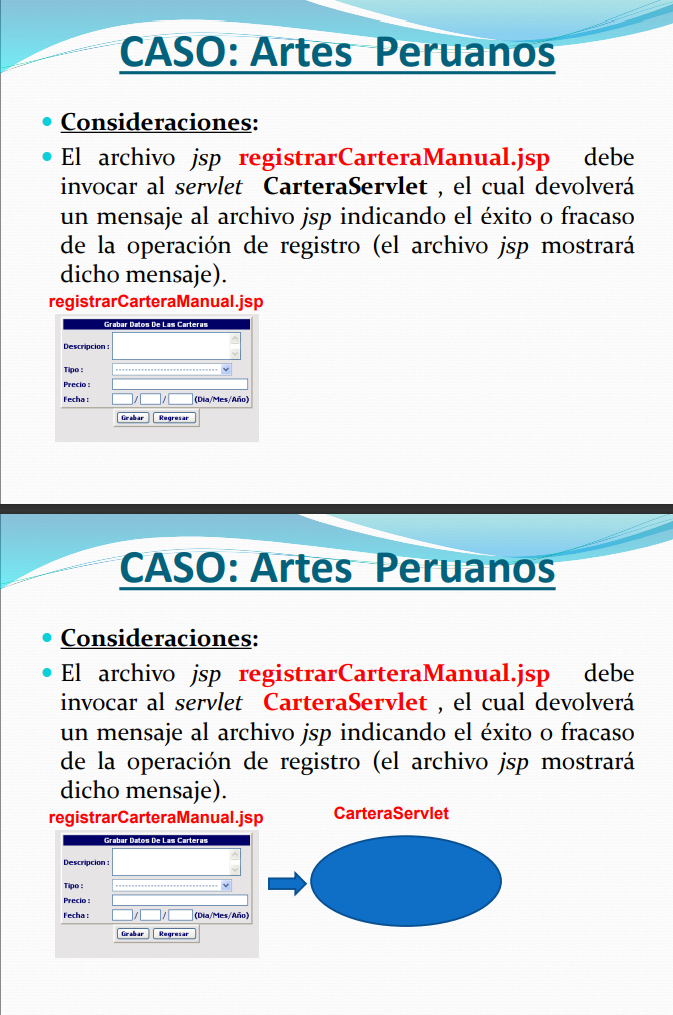 CASO: Artes  Peruanos
Consideraciones:
El archivo jsp registrarCarteraManual.jsp debe
invocar al servlet CarteraServlet , el cual devolverá
un mensaje al archivo jsp indicando el éxito o fracaso
de la operación de registro (el archivo jsp mostrará
dicho mensaje).
registrarCarteraManual.jsp
Grabar Datos De Las Carteras
Descripcion :
Tipo :
Precio :
Fecha : / / (Dia/Mes/Año)
Grabar Regresar
CASO: Artes  Peruanos
Consideraciones:
El archivo jsp registrarCarteraManual.jsp debe
invocar al servlet CarteraServlet , el cual devolverá
un mensaje al archivo jsp indicando el éxito o fracaso
de la operación de registro (el archivo jsp mostrará
dicho mensaje).
registrarCarteraManual.jsp CarteraServlet
Grabar Datos De Las Carteras
Descripcion :
Tipo :
Precio :
Fecha : / / (Dia/Mes/Año)
Grabar Regresar